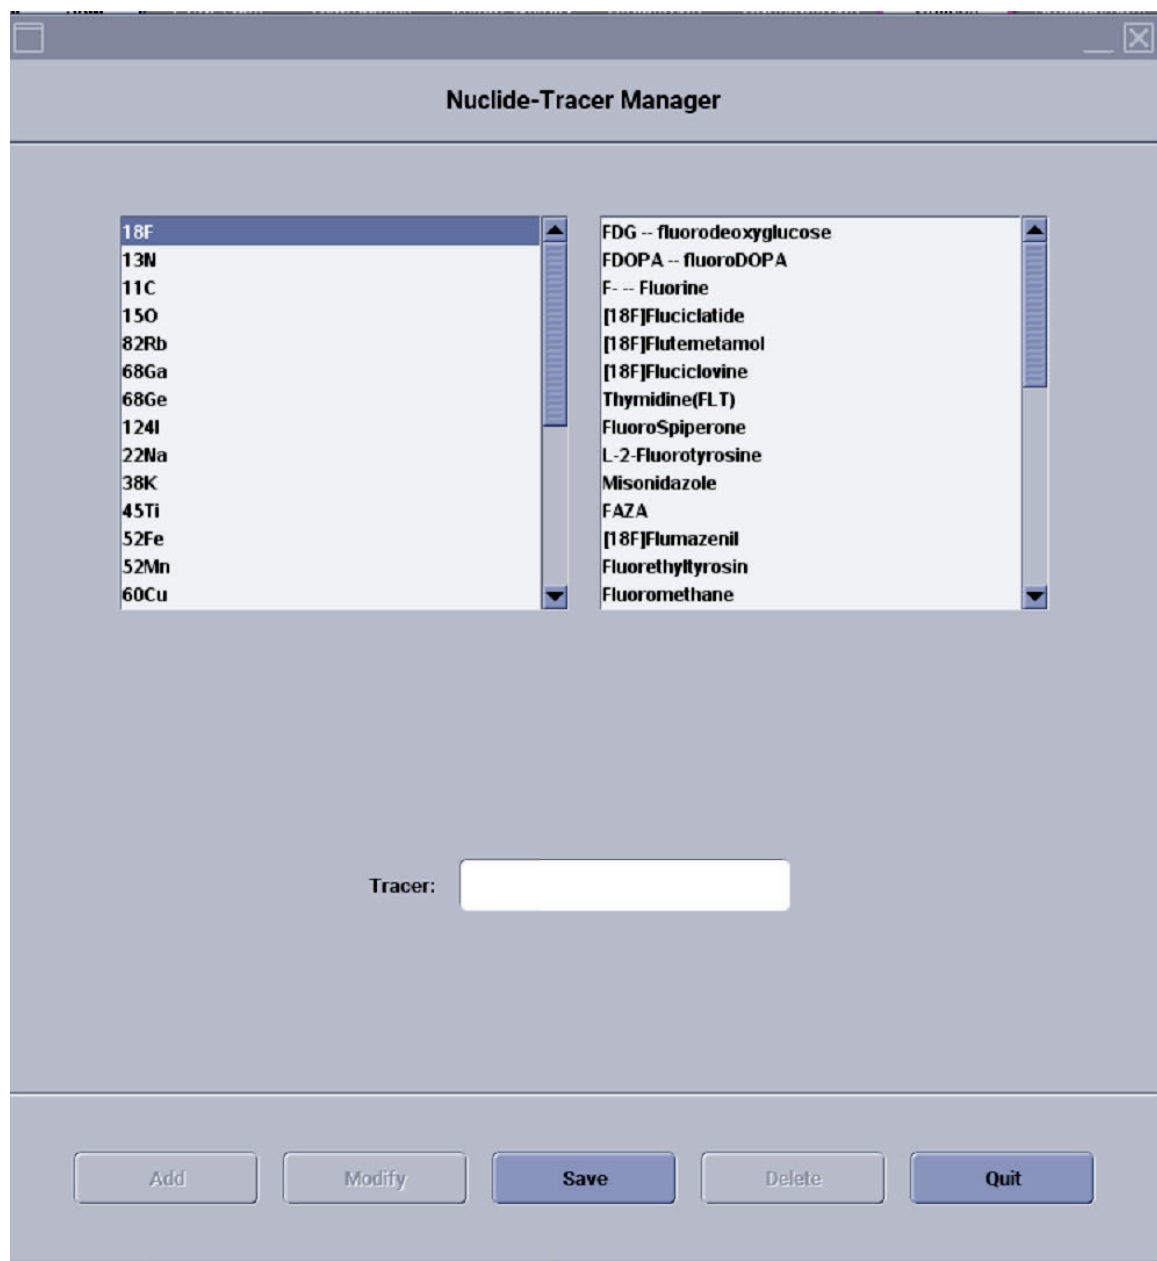 Nuclide-Tracer Manager
18F
13N
11C
15O
82Rb
68Ga
68Ge
124I
22Na
38K
45Ti
52Fe
52Mn
60Cu
FDG -- fluorodeoxyglucose
FDOPA -- fluoroDOPA
F- -- Fluorine
[18F]Fluciclatide
[18F]Flutemetamol
[18F]Fluciclovine
Thymidine(FLT)
FluoroSpiperone
L-2-Fluorotyrosine
Misonidazole
FAZA
[18F]Flumazenil
Fluorethyltyrosin
Fluoromethane
Tracer:
Add Modify Save Delete Quit